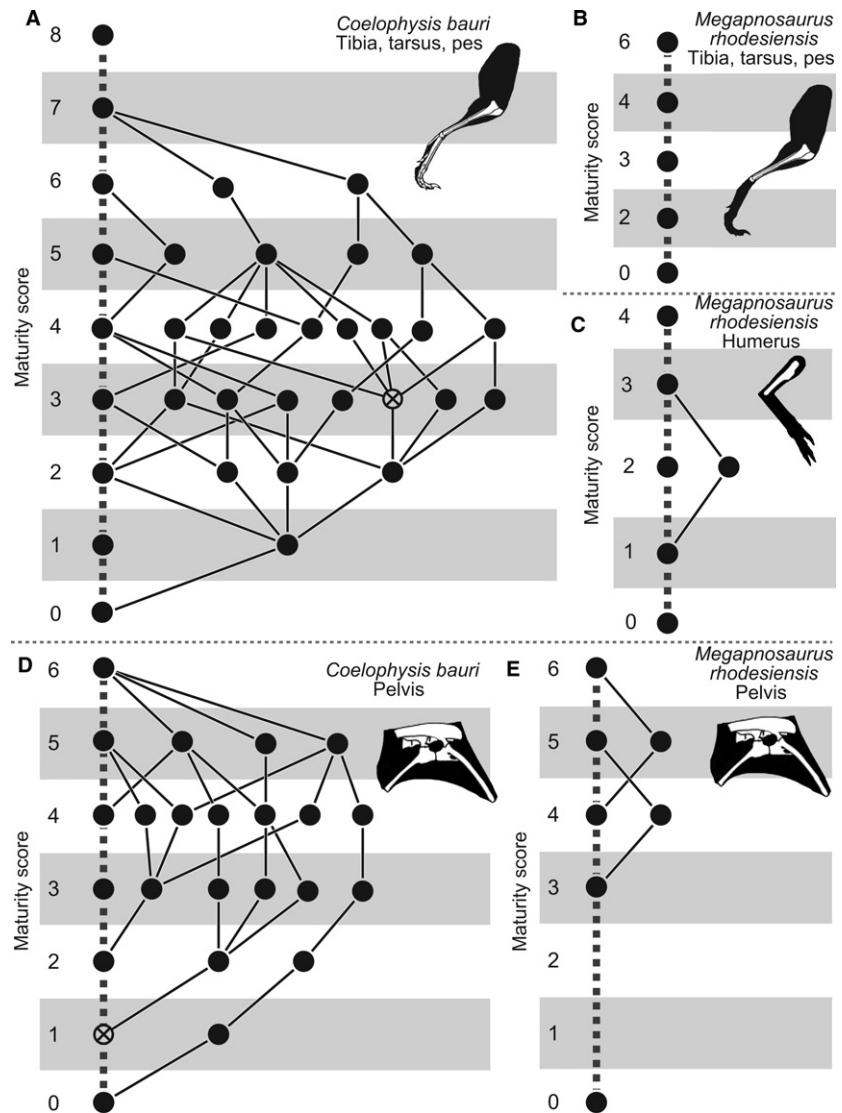 A
Coelophysis bauri
Tibia, tarsus, pes
Maturity score
8
7
6
5
4
3
2
1
0
B
Megapnosaurus
rhodesiensis
Tibia, tarsus, pes
Maturity score
6
4
3
2
0
C
Megapnosaurus
rhodesiensis
Humerus
Maturity score
4
3
2
1
0
D
Coelophysis bauri
Pelvis
Maturity score
6
5
4
3
2
1
0
E
Megapnosaurus
rhodesiensis
Pelvis
Maturity score
6
5
4
3
2
1
0